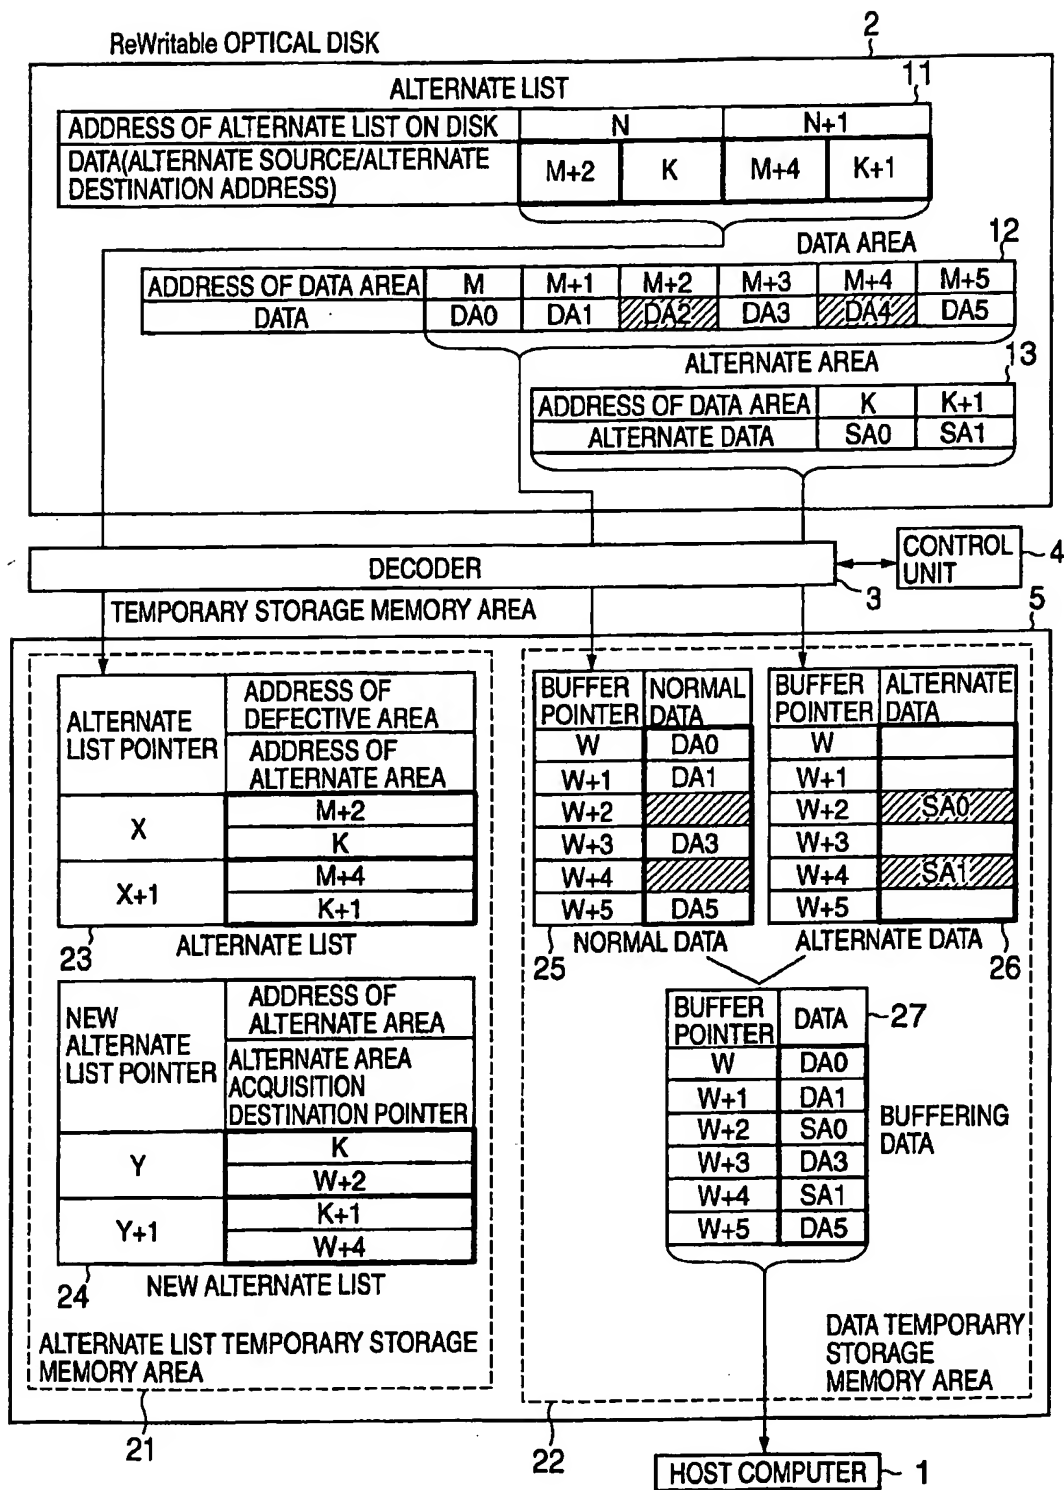 ReWritable OPTICAL DISK
2
ALTERNATE LIST
11
ADDRESS OF ALTERNATE LIST ON DISK N N+1
DATA(ALTERNATE SOURCE/ALTERNATE
DESTINATION ADDRESS)
M+2 K M+4 K+1
DATA AREA
12
ADDRESS OF DATA AREA M M+1 M+2 M+3 M+4 M+5
DATA DA0 DA1 DA2 DA3 DA4 DA5
ALTERNATE AREA
13
ADDRESS OF DATA AREA K K+1
ALTERNATE DATA SA0 SA1
DECODER
3
CONTROL
UNIT
4
TEMPORARY STORAGE MEMORY AREA
5
ALTERNATE
LIST POINTER
ADDRESS OF
DEFECTIVE AREA
ADDRESS OF
ALTERNATE AREA
X
M+2
K
X+1
M+4
K+1
23
ALTERNATE LIST
NEW
ALTERNATE
LIST POINTER
ADDRESS OF
ALTERNATE AREA
ALTERNATE AREA
ACQUISITION
DESTINATION POINTER
Y
K
W+2
Y+1
K+1
W+4
24
NEW ALTERNATE LIST
ALTERNATE LIST TEMPORARY STORAGE
MEMORY AREA
21
BUFFER
POINTER
NORMAL
DATA
W DA0
W+1 DA1
W+2
W+3 DA3
W+4
W+5 DA5
25
NORMAL DATA
BUFFER
POINTER
ALTERNATE
DATA
W
W+1
W+2 SA0
W+3
W+4 SA1
W+5
ALTERNATE DATA
26
BUFFER
POINTER
DATA
27
W DA0
W+1 DA1
W+2 SA0
W+3 DA3
W+4 SA1
W+5 DA5
BUFFERING
DATA
DATA TEMPORARY
STORAGE
MEMORY AREA
22
HOST COMPUTER
1